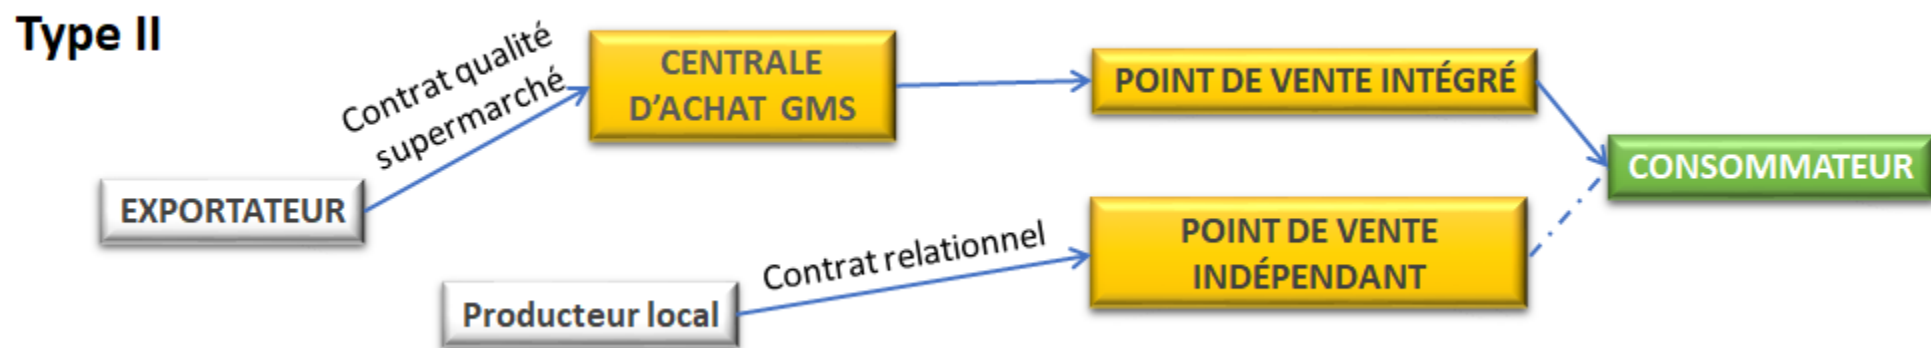 Type II
Contrat qualité
supermarché
CENTRALE
D’ACHAT GMS
POINT DE VENTE INTÉGRÉ
CONSOMMATEUR
EXPORTATEUR
Contrat relationnel
POINT DE VENTE
INDÉPENDANT
Producteur local